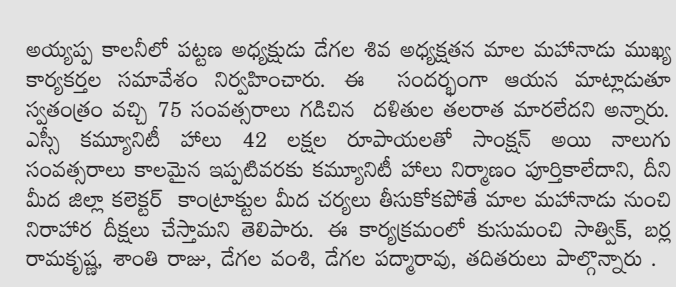 అయ్యప్ప కాలనీలో పట్టణ అధ్యక్షుడు డేగల శివ అధ్యక్షతన మాల మహానాడు ముఖ్య
కార్యకర్తల సమావేశం నిర్వహించారు. ఈ సందర్భంగా ఆయన మాట్లాడుతూ
స్వతంత్రం వచ్చి 75 సంవత్సరాలు గడిచిన దళితుల తలరాత మారలేదని అన్నారు.
ఎస్సీ కమ్యూనిటీ హాలు 42 లక్షల రూపాయలతో సాంక్షన్ అయి నాలుగు
సంవత్సరాలు కాలమైన ఇప్పటివరకు కమ్యూనిటీ హాలు నిర్మాణం పూర్తికాలేదాని, దీని
మీద జిల్లా కలెక్టర్ కాంట్రాక్టుల మీద చర్యలు తీసుకోకపోతే మాల మహానాడు నుంచి
నిరాహార దీక్షలు చేస్తామని తెలిపారు. ఈ కార్యక్రమంలో కుసుమంచి సాత్విక్, బర్ల
రామకృష్ణ, శాంతి రాజు, డేగల వంశి, డేగల పద్మారావు, తదితరులు పాల్గొన్నారు .